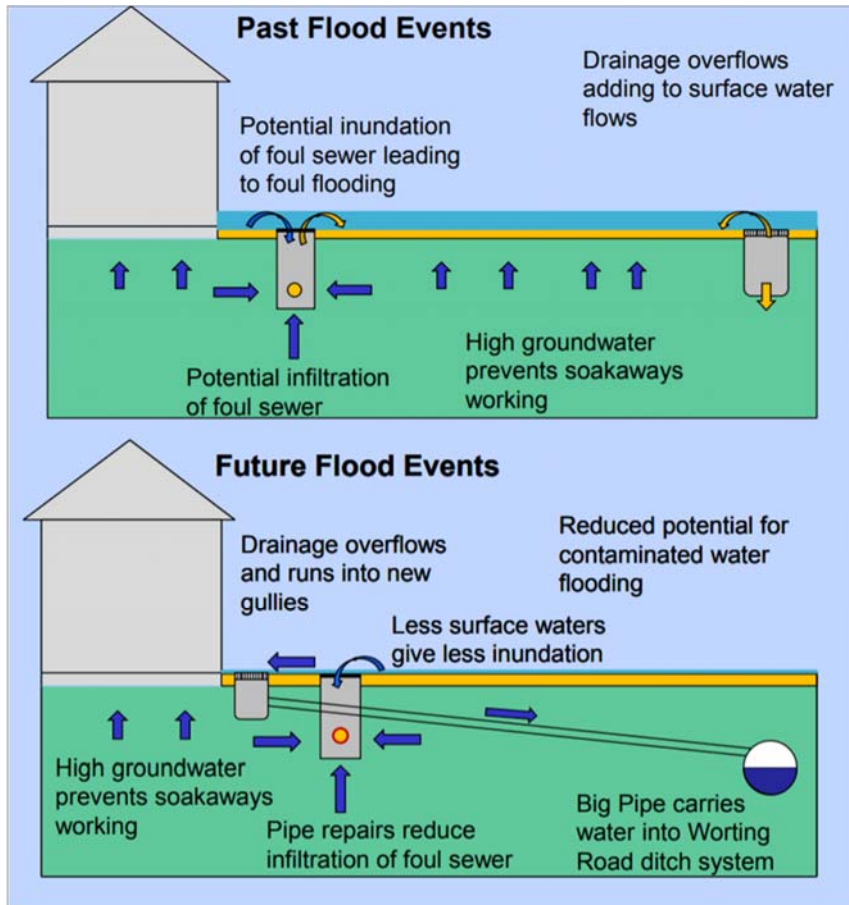 Past Flood Events
Drainage overflows
adding to surface water
flows
Potential inundation
of foul sewer leading
to foul flooding
High groundwater
prevents soakaways
working
Potential infiltration
of foul sewer
Future Flood Events
Drainage overflows
and runs into new
gullies
Reduced potential for
contaminated water
flooding
Less surface waters
give less inundation
High groundwater
prevents soakaways
working
Pipe repairs reduce
infiltration of foul sewer
Big Pipe carries
water into Worting
Road ditch system